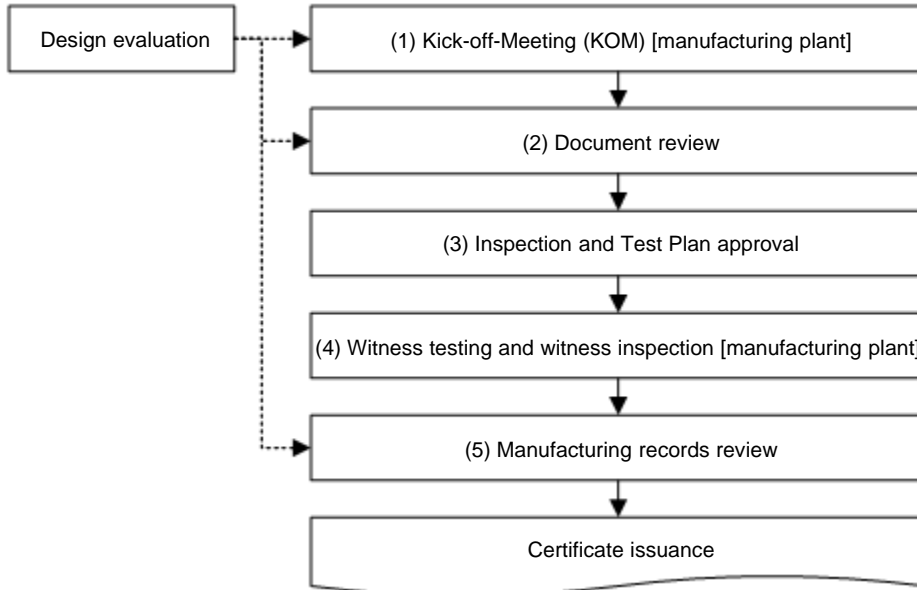 Design evaluation
(1) Kick-off-Meeting (KOM) [manufacturing plant]
(2) Document review
(3) Inspection and Test Plan approval
(4) Witness testing and witness inspection [manufacturing plant]
(5) Manufacturing records review
Certificate issuance